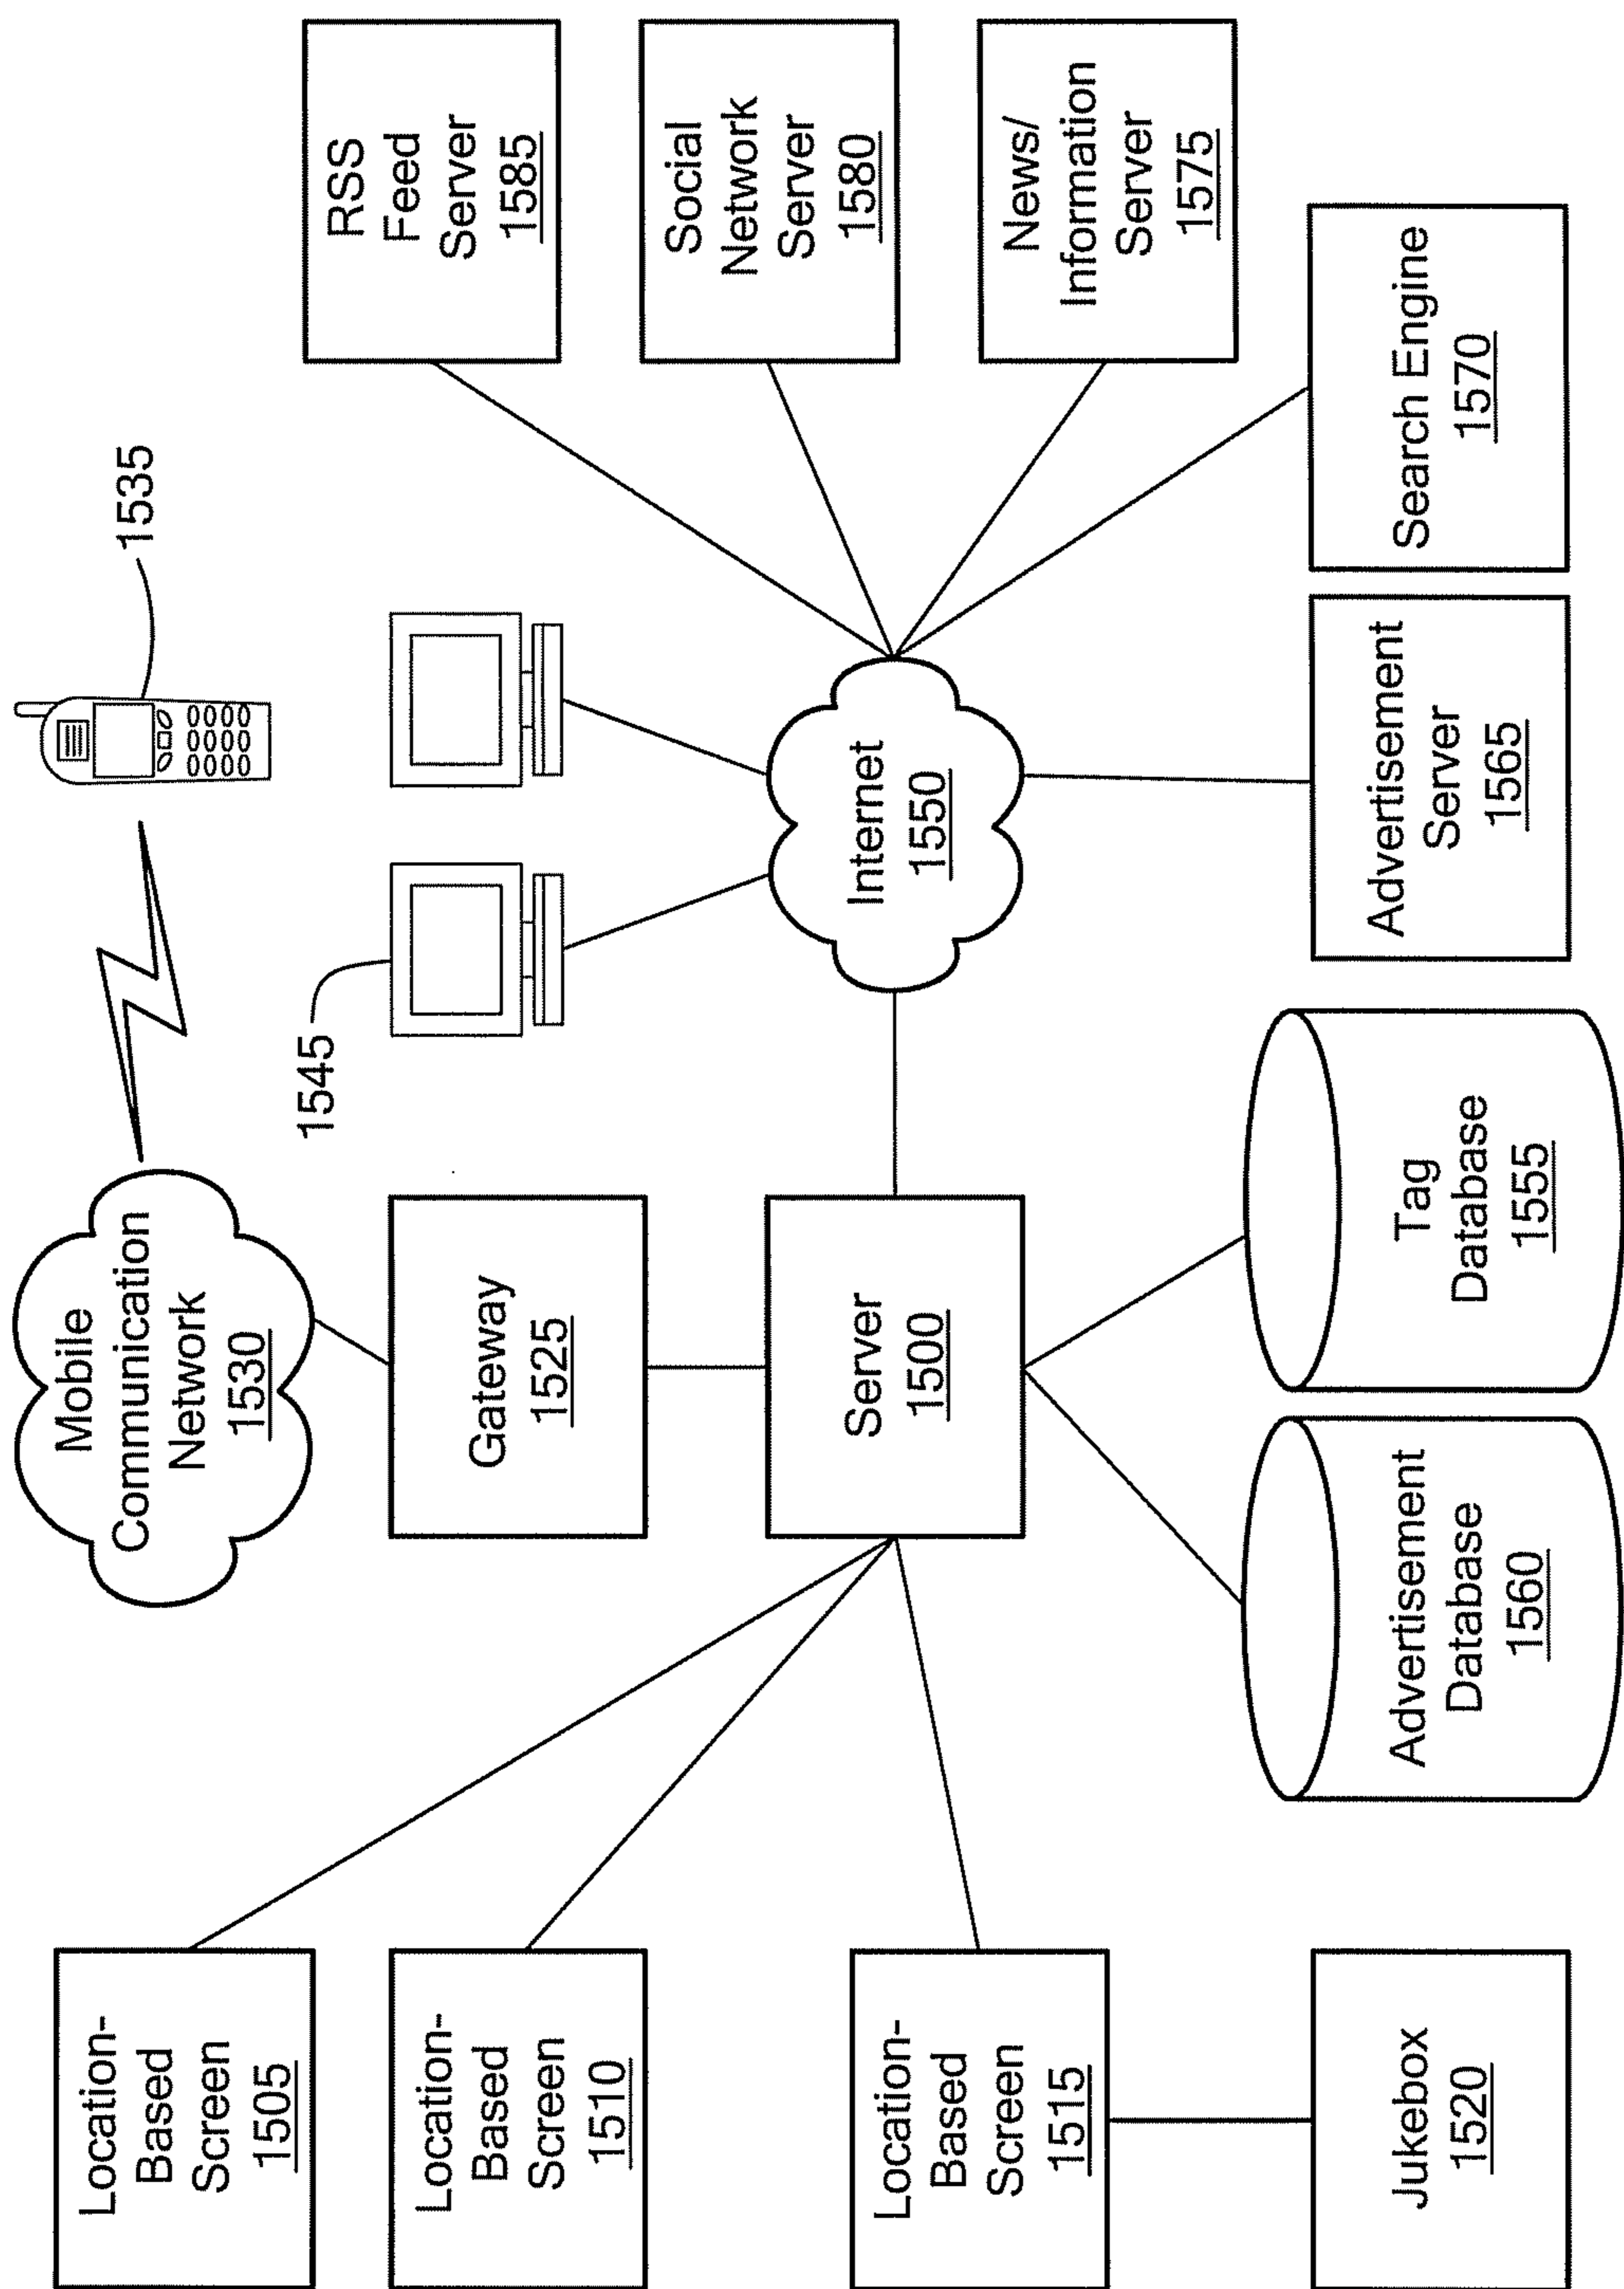 Mobile
Communication
Network
1530
1535
1545
Location-
Based
Screen
1505
Gateway
1525
RSS
Feed
Server
1585
Location-
Based
Screen
1510
Server
1500
Internet
1550
Social
Network
Server
1580
Location-
Based
Screen
1515
News/
Information
Server
1575
Jukebox
1520
Advertisement
Database
1560
Tag
Database
1555
Advertisement
Server
1565
Search Engine
1570